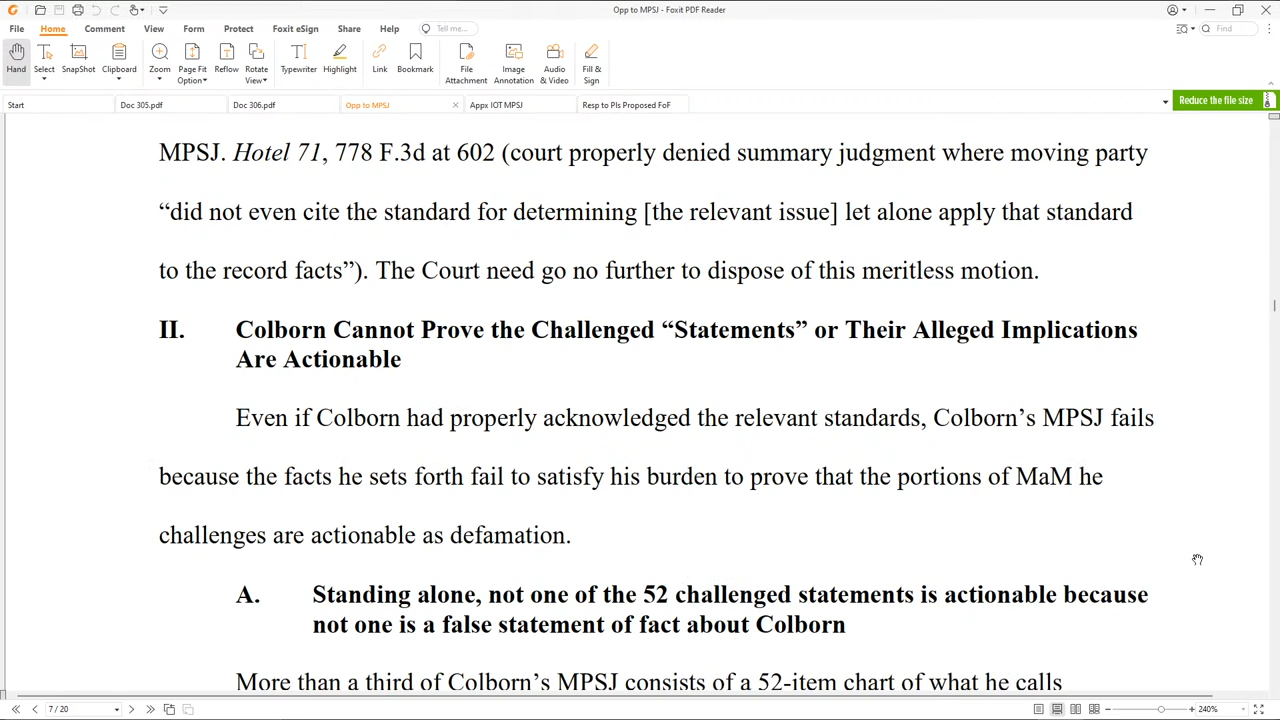 Opp to MPSJ - Foxit PDF Reader
File Home Comment View Form Protect Foxit eSign Share Help Tell me... Find
Hand Select SnapShot Clipboard Zoom Page Fit Option Reflow Rotate View Typewriter Highlight Link Bookmark File Attachment Image Annotation Audio & Video Fill & Sign
Start Doc 305.pdf Doc 306.pdf Opp to MPSJ Appx IOT MPSJ Resp to Pls Proposed FoF Reduce the file size
MPSJ. Hotel 71, 778 F.3d at 602 (court properly denied summary judgment where moving party
“did not even cite the standard for determining [the relevant issue] let alone apply that standard
to the record facts”). The Court need go no further to dispose of this meritless motion.
II. Colborn Cannot Prove the Challenged “Statements” or Their Alleged Implications
Are Actionable
Even if Colborn had properly acknowledged the relevant standards, Colborn’s MPSJ fails
because the facts he sets forth fail to satisfy his burden to prove that the portions of MaM he
challenges are actionable as defamation.
A. Standing alone, not one of the 52 challenged statements is actionable because
not one is a false statement of fact about Colborn
More than a third of Colborn’s MPSJ consists of a 52-item chart of what he calls
7 / 20 240%